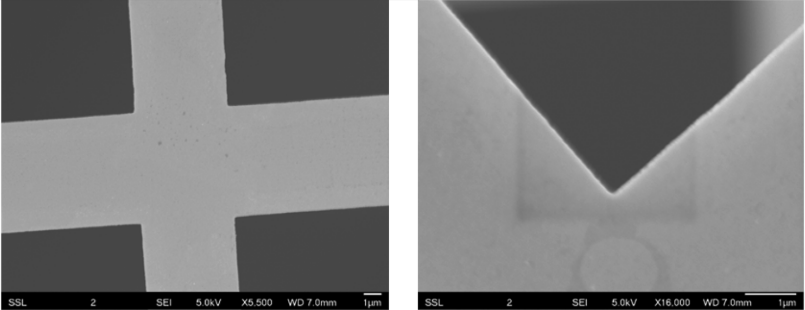 SSL 2 SEI 5.0kV X5,500 WD 7.0mm 1μm
SSL 2 SEI 5.0kV X16,000 WD 7.0mm 1μm